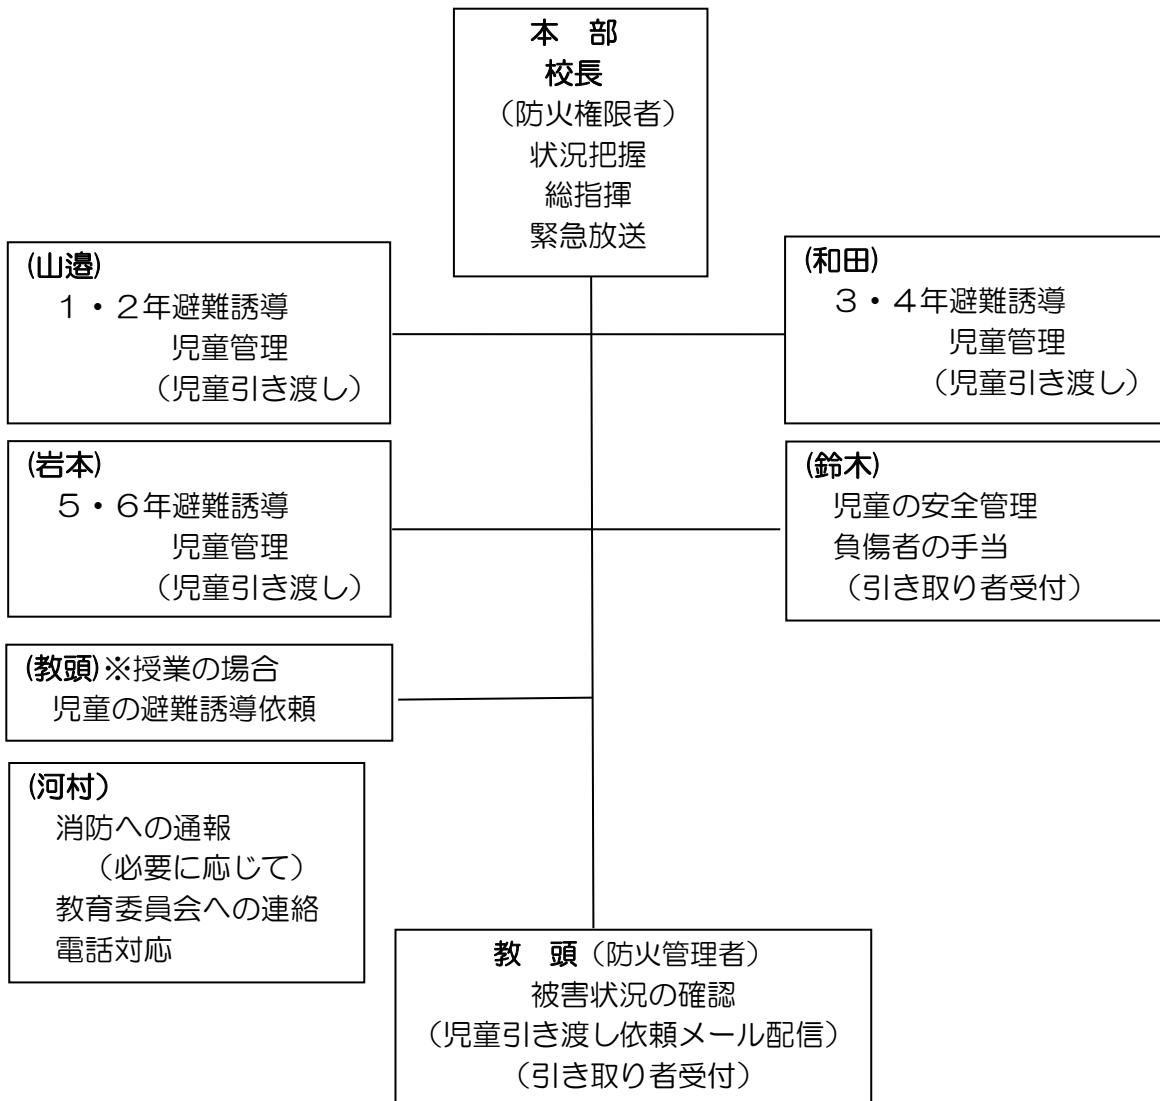 本　部
校長
（防火権限者）
状況把握
総指揮
緊急放送
(山邉)
１・２年避難誘導
児童管理
（児童引き渡し）
(和田)
３・４年避難誘導
児童管理
（児童引き渡し）
(岩本)
５・６年避難誘導
児童管理
（児童引き渡し）
(鈴木)
児童の安全管理
負傷者の手当
（引き取り者受付）
(教頭)※授業の場合
児童の避難誘導依頼
(河村）
消防への通報
（必要に応じて）
教育委員会への連絡
電話対応
教　頭（防火管理者）
被害状況の確認
（児童引き渡し依頼メール配信）
（引き取り者受付）